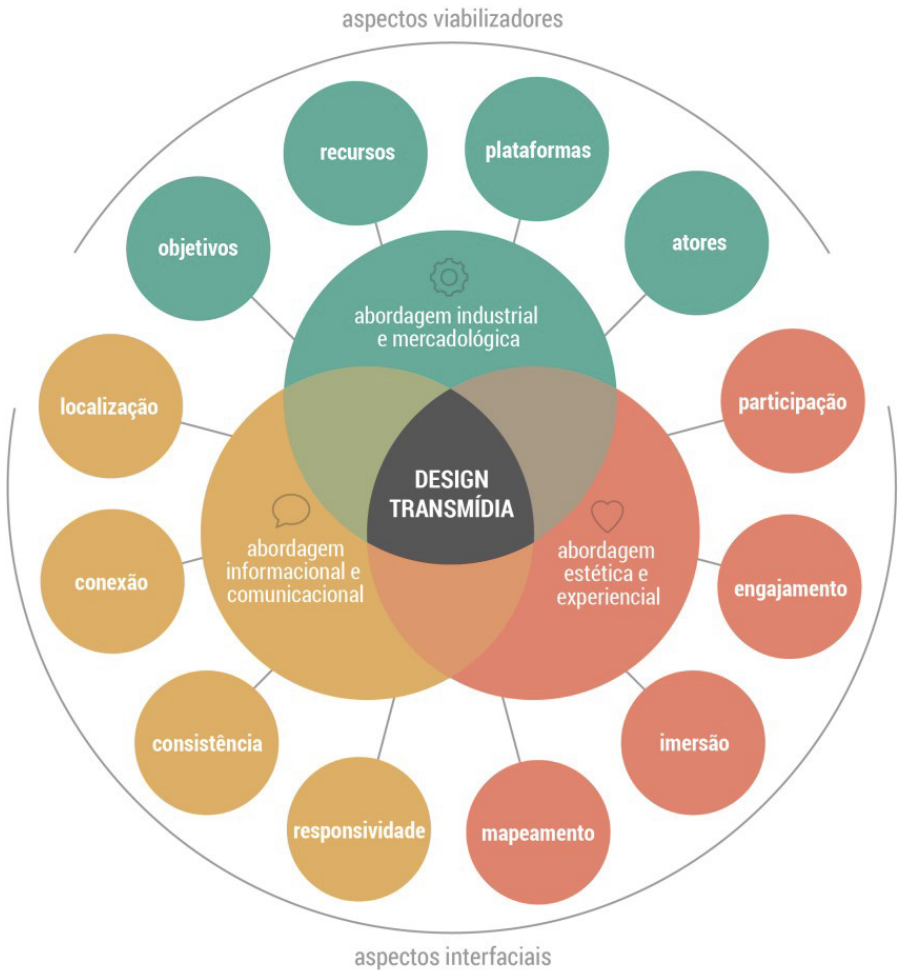 aspectos viabilizadores
recursos
plataformas
objetivos
atores
abordagem industrial
e mercadológica
localização
participação
DESIGN
TRANSMÍDIA
abordagem
informacional e
comunicacional
abordagem
estética e
experiencial
conexão
engajamento
consistência
imersão
responsividade
mapeamento
aspectos interfaciais